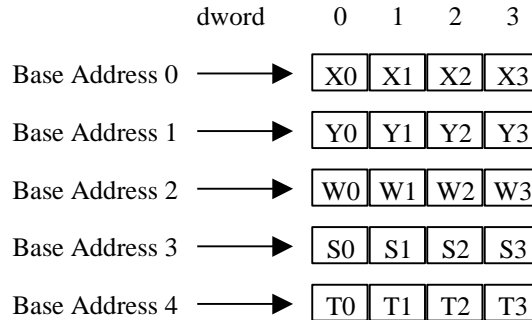 dword 0 1 2 3
Base Address 0 X0 X1 X2 X3
Base Address 1 Y0 Y1 Y2 Y3
Base Address 2 W0 W1 W2 W3
Base Address 3 S0 S1 S2 S3
Base Address 4 T0 T1 T2 T3